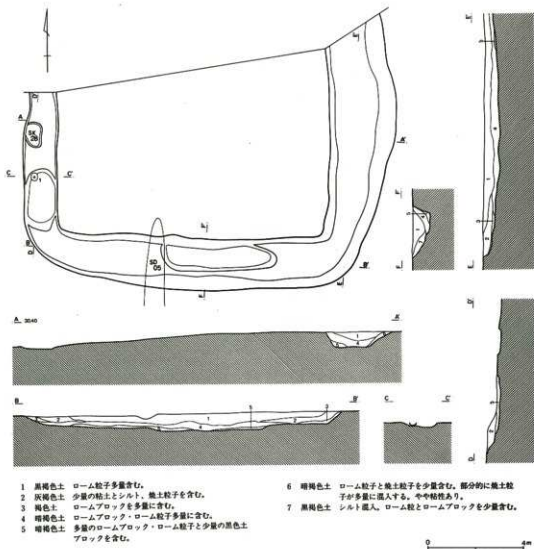 A
SK
28
C
C'
1
B
D
SD
05
F'
F
E'
A'
B'
E
A 20.40
A'
1
4
B
B'
2
1
4
5
3
C
C'
1 黒褐色土 ローム粒子多量含む。
2 灰褐色土 少量の粘土とシルト、焼土粒子を含む。
3 褐色土 ロームブロックを多量に含む。
4 暗褐色土 ロームブロック・ローム粒子多量に含む。
5 暗褐色土 多量のロームブロック・ローム粒子と少量の黒色土
ブロックを含む。
6 暗褐色土 ローム粒子と焼土粒子を少量含む。部分的に焼土粒
子が多量に混入する。やや粘性あり。
7 黒褐色土 シルト混入。ローム粒とロームブロックを少量含む。
0 4m